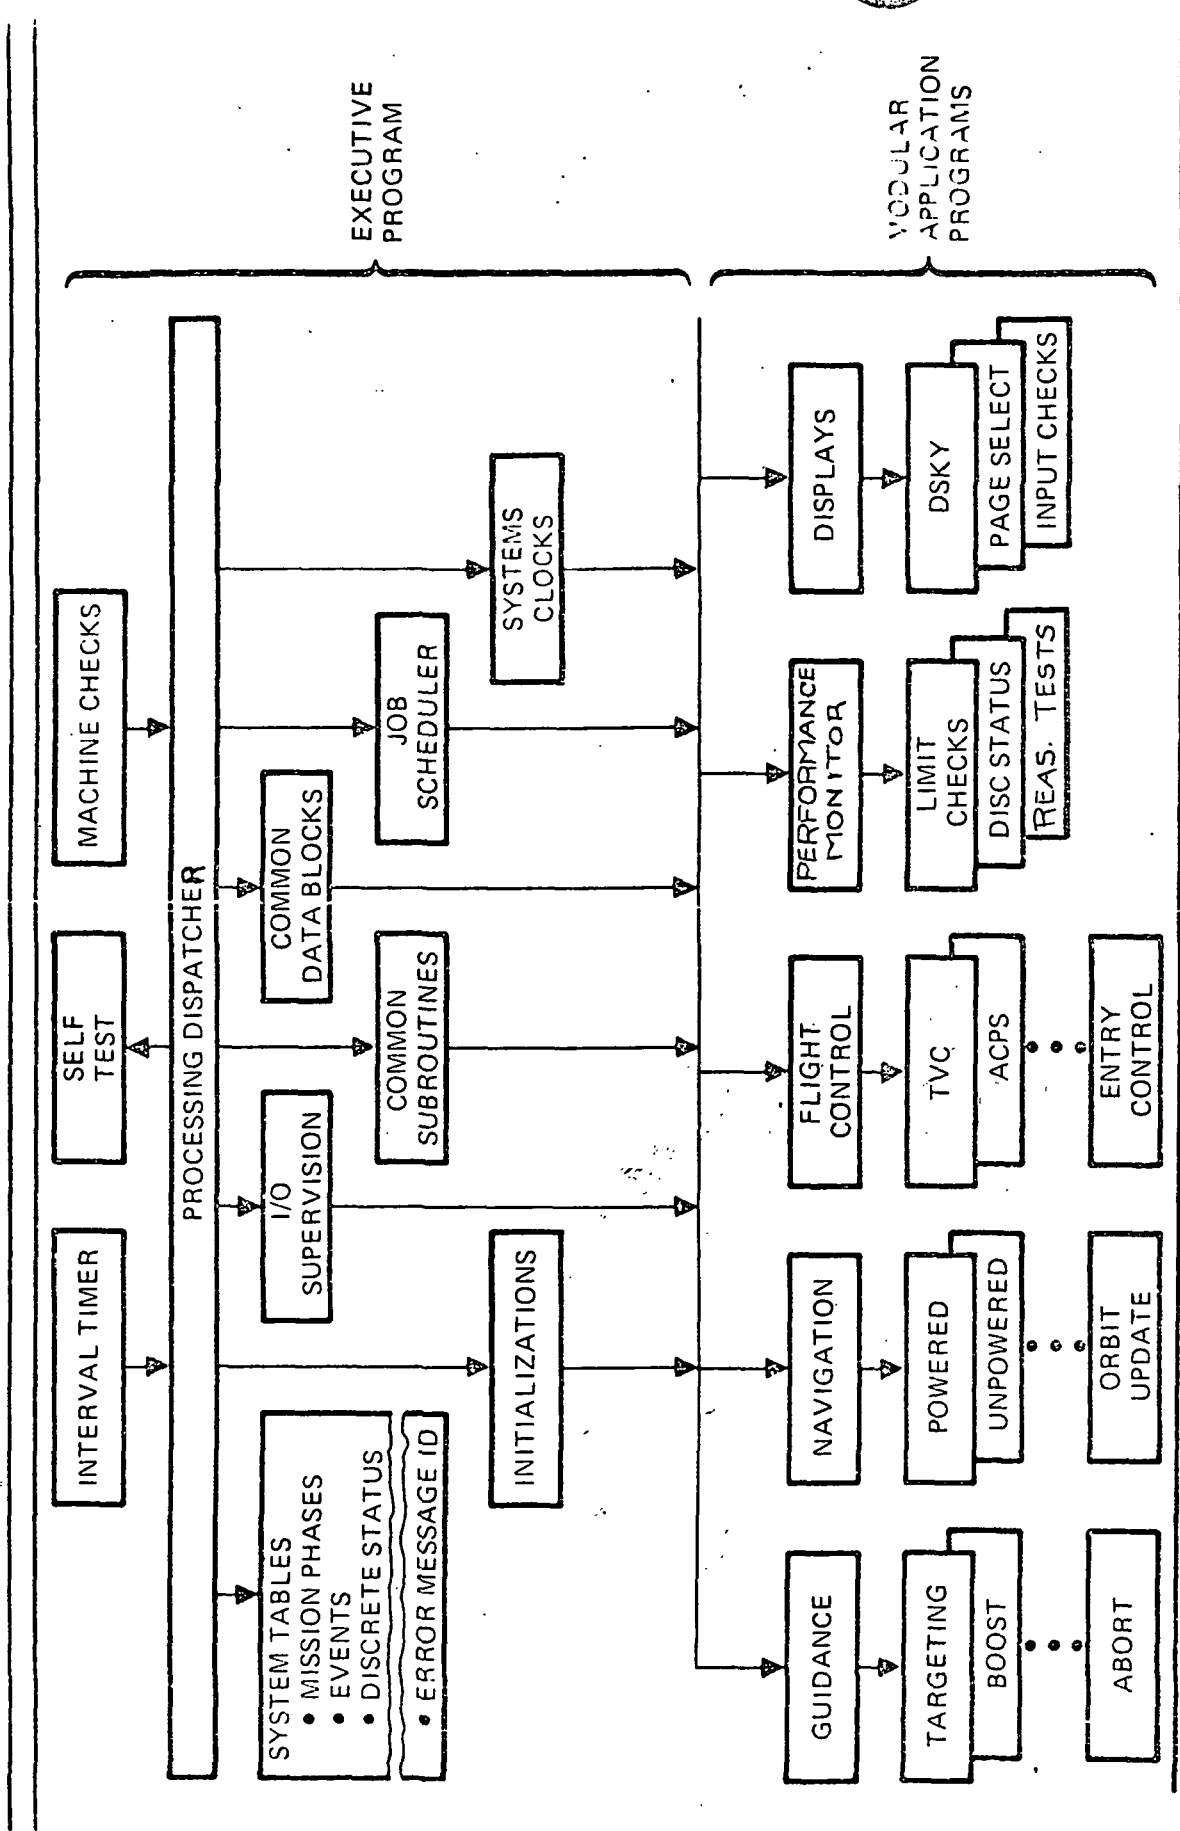 INTERVAL TIMER
SELF
TEST
MACHINE CHECKS
PROCESSING DISPATCHER
SYSTEM TABLES
• MISSION PHASES
• EVENTS
• DISCRETE STATUS
• ERROR MESSAGE ID
I/O
SUPERVISION
COMMON
DATA BLOCKS
COMMON
SUBROUTINES
JOB
SCHEDULER
INITIALIZATIONS
SYSTEMS
CLOCKS
EXECUTIVE
PROGRAM
GUIDANCE
NAVIGATION
FLIGHT
CONTROL
PERFORMANCE
MONITOR
DISPLAYS
TARGETING
BOOST
ABORT
POWERED
UNPOWERED
ORBIT
UPDATE
TVC
ACPS
ENTRY
CONTROL
LIMIT
CHECKS
DISC STATUS
REAS. TESTS
DSKY
PAGE SELECT
INPUT CHECKS
MODULAR
APPLICATION
PROGRAMS